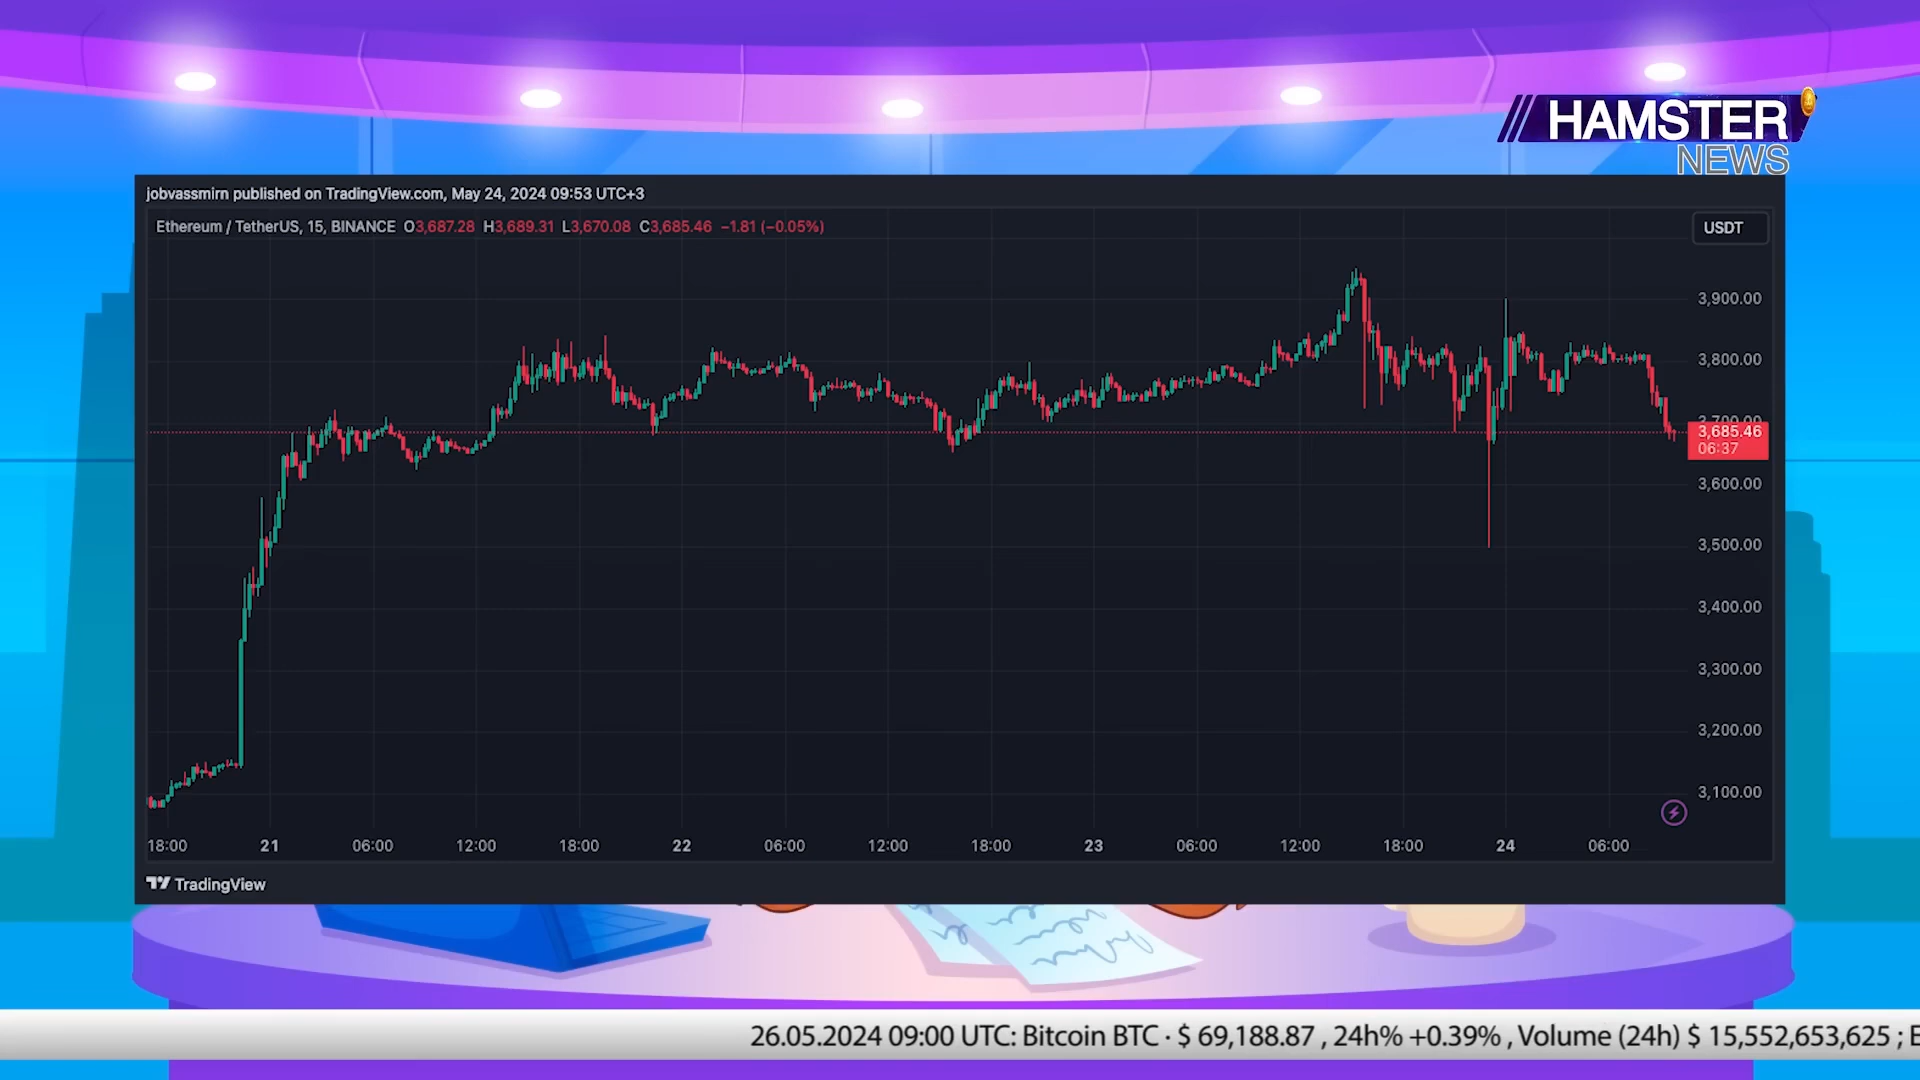 HAMSTER
NEWS
jobvassmirn published on TradingView.com, May 24, 2024 09:53 UTC+3
Ethereum / TetherUS, 15, BINANCE O3,687.28 H3,689.31 L3,670.08 C3,685.46 −1.81 (−0.05%)
USDT
3,900.00
3,800.00
3,700.00
3,685.46
06:37
3,600.00
3,500.00
3,400.00
3,300.00
3,200.00
3,100.00
18:00 21 06:00 12:00 18:00 22 06:00 12:00 18:00 23 06:00 12:00 18:00 24 06:00
TradingView
26.05.2024 09:00 UTC: Bitcoin BTC · $ 69,188.87 , 24h% +0.39% , Volume (24h) $ 15,552,653,625 ; E